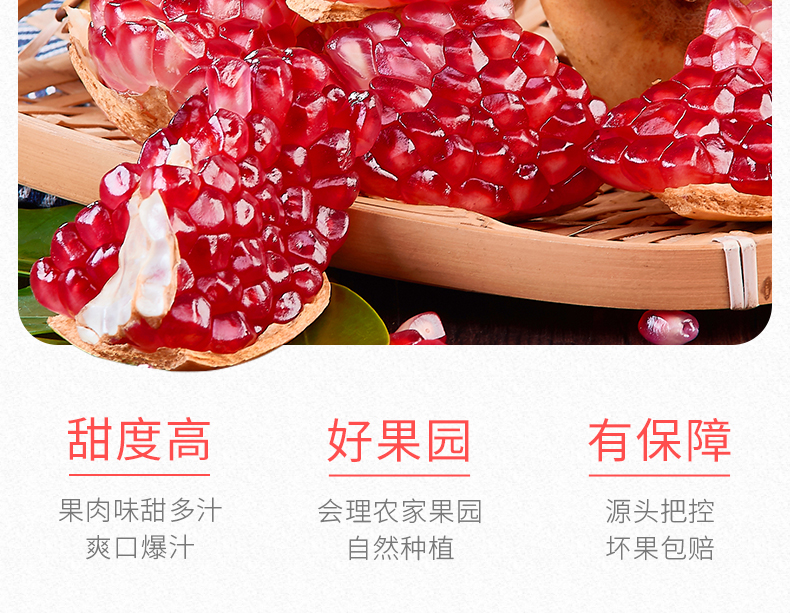 甜度高
果肉味甜多汁
爽口爆汁
好果园
会理农家果园
自然种植
有保障
源头把控
坏果包赔